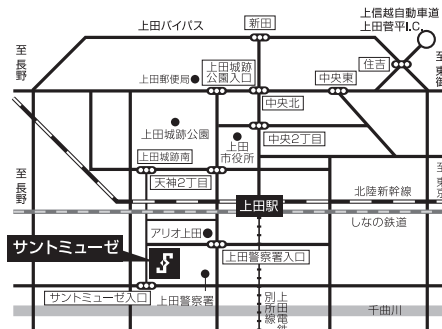 上田バイパス
新田
上信越自動車道
上田菅平I.C.
至長野
上田郵便局
上田城跡
公園入口
中央東
住吉
至東御
中央北
上田城跡公園
上田
市役所
中央2丁目
上田城跡南
天神2丁目
至長野
至東京
北陸新幹線
上田駅
しなの鉄道
アリオ上田
サントミューゼ
上田警察署入口
サントミューゼ入口
上田警察署
上田電鉄
別所線
千曲川